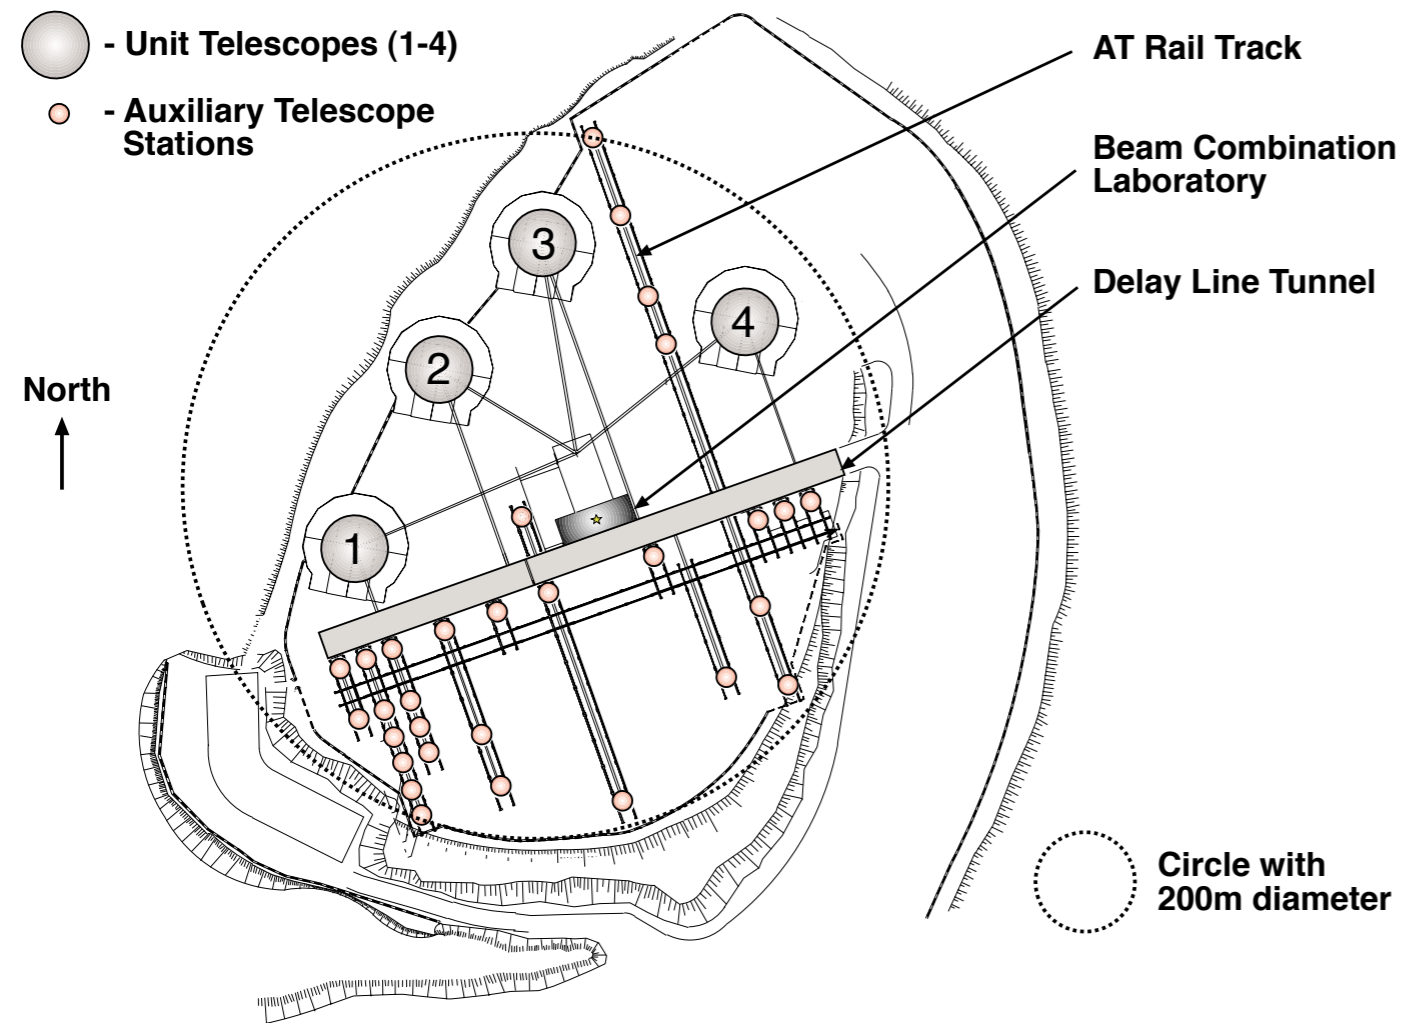 - Unit Telescopes (1-4)
- Auxiliary Telescope
Stations
AT Rail Track
Beam Combination
Laboratory
Delay Line Tunnel
North
3
4
2
1
Circle with
200m diameter